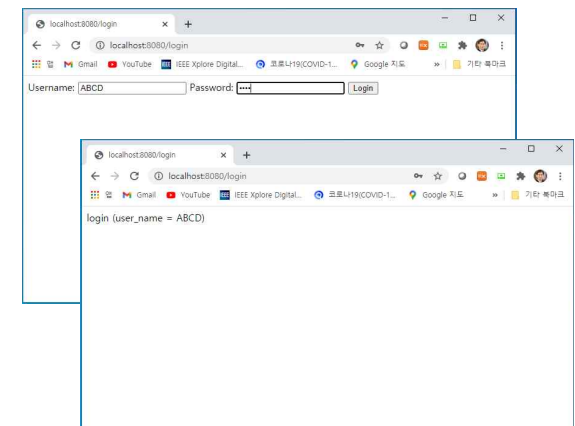 localhost:8080/login
localhost:8080/login
앱 Gmail YouTube IEEE Xplore Digital... 코로나19(COVID-1... Google 지도 » 기타 북마크
Username: ABCD Password: •••• Login
localhost:8080/login
localhost:8080/login
앱 Gmail YouTube IEEE Xplore Digital... 코로나19(COVID-1... Google 지도 » 기타 북마크
login (user_name = ABCD)